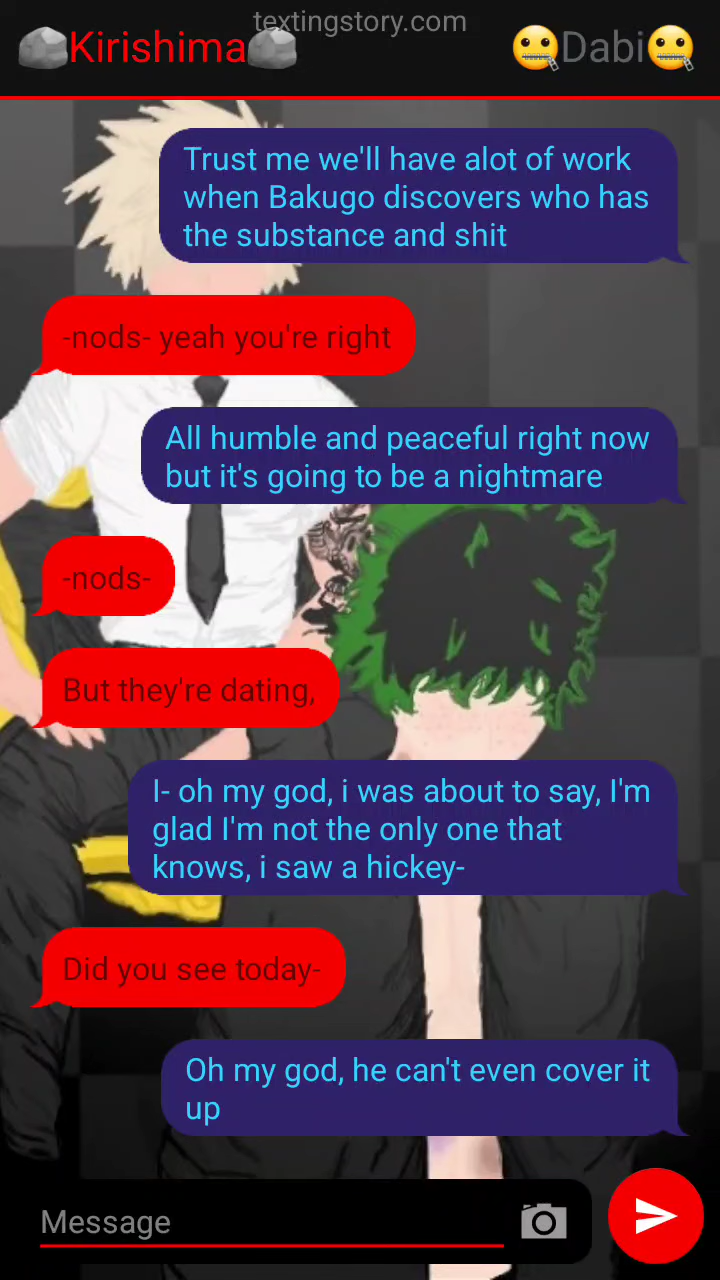 textingstory.com
🪨Kirishima🪨
🤐Dabi🤐
Trust me we'll have alot of work
when Bakugo discovers who has
the substance and shit
-nods- yeah you're right
All humble and peaceful right now
but it's going to be a nightmare
-nods-
But they're dating,
I- oh my god, i was about to say, I'm
glad I'm not the only one that
knows, i saw a hickey-
Did you see today-
Oh my god, he can't even cover it
up
Message